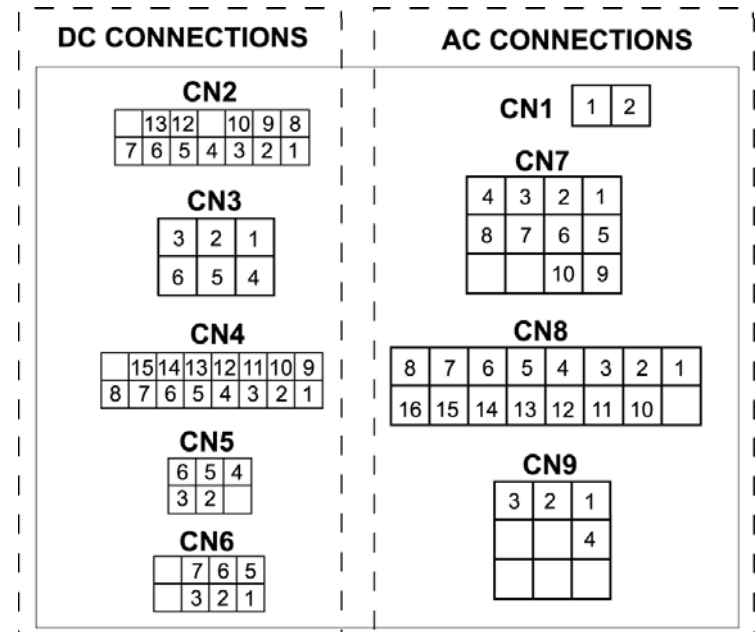 DC CONNECTIONS
CN2
13 12 10 9 8
7 6 5 4 3 2 1
CN3
3 2 1
6 5 4
CN4
15 14 13 12 11 10 9
8 7 6 5 4 3 2 1
CN5
6 5 4
3 2
CN6
7 6 5
3 2 1
AC CONNECTIONS
CN1 1 2
CN7
4 3 2 1
8 7 6 5
10 9
CN8
8 7 6 5 4 3 2 1
16 15 14 13 12 11 10
CN9
3 2 1
4